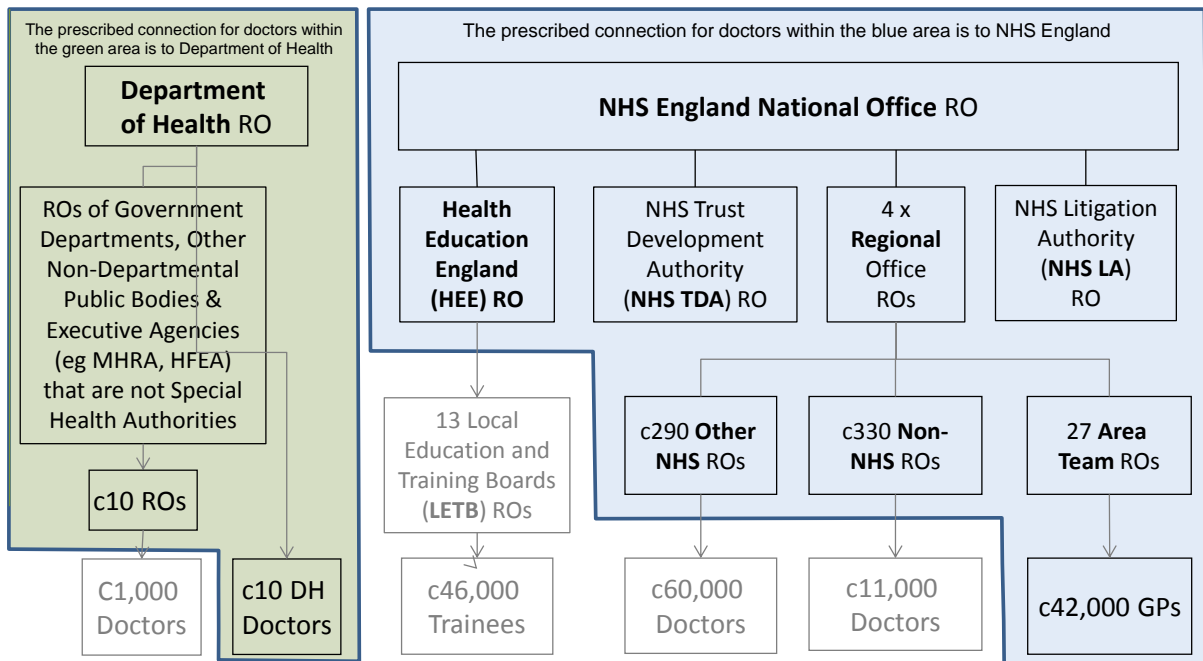 The prescribed connection for doctors within
the green area is to Department of Health
Department
of Health RO
ROs of Government
Departments, Other
Non-Departmental
Public Bodies &
Executive Agencies
(eg MHRA, HFEA)
that are not Special
Health Authorities
c10 ROs
C1,000
Doctors
c10 DH
Doctors
The prescribed connection for doctors within the blue area is to NHS England
NHS England National Office RO
Health
Education
England
(HEE) RO
NHS Trust
Development
Authority
(NHS TDA) RO
4 x
Regional
Office
ROs
NHS Litigation
Authority
(NHS LA)
RO
13 Local
Education and
Training Boards
(LETB) ROs
c290 Other
NHS ROs
c330 Non-
NHS ROs
27 Area
Team ROs
c46,000
Trainees
c60,000
Doctors
c11,000
Doctors
c42,000 GPs